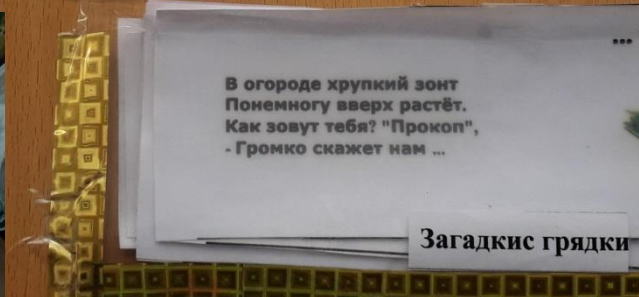 ...
В огороде хрупкий зонт
Понемногу вверх растёт.
Как зовут тебя? "Прокоп",
- Громко скажет нам ...
Загадкис грядки